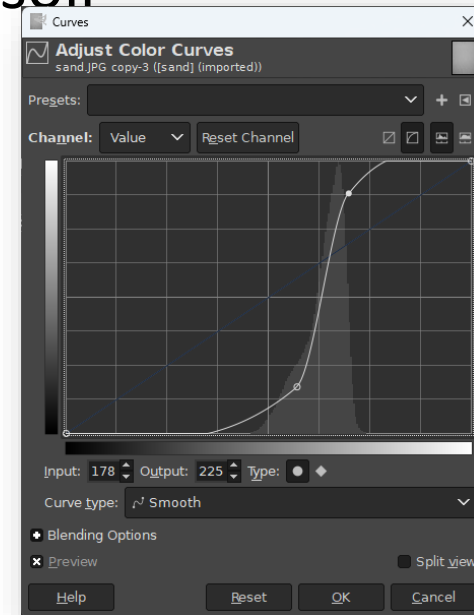 Curves
Adjust Color Curves
sand.JPG copy-3 ([sand] (imported))
Presets:
Channel: Value Reset Channel
Input: 178 Output: 225 Type:
Curve type: Smooth
Blending Options
Preview Split view
Help Reset OK Cancel